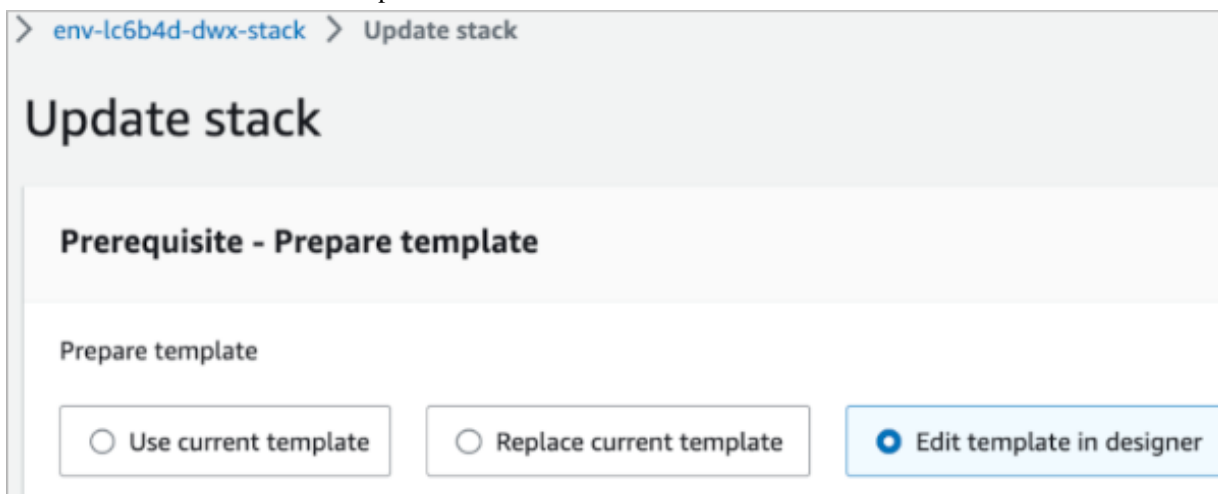 > env-lc6b4d-dwx-stack > Update stack
Update stack
Prerequisite - Prepare template
Prepare template
Use current template Replace current template Edit template in designer